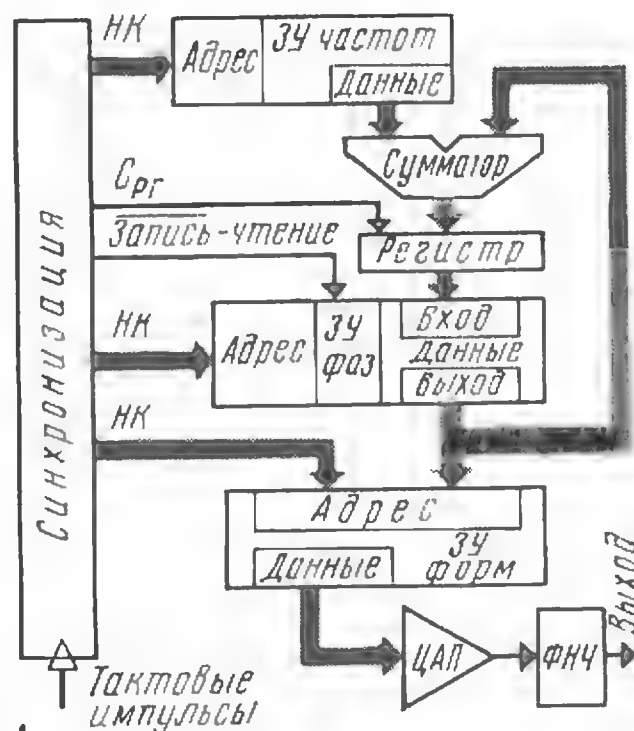 НК
Адрес
ЗУ частот
Данные
Сумматор
Срг
Запись-чтение
Регистр
НК
Адрес
ЗУ
фаз
Вход
Данные
Выход
НК
Адрес
Данные
ЗУ
форм
ЦАП
ФНЧ
Выход
Синхронизация
Тактовые
импульсы